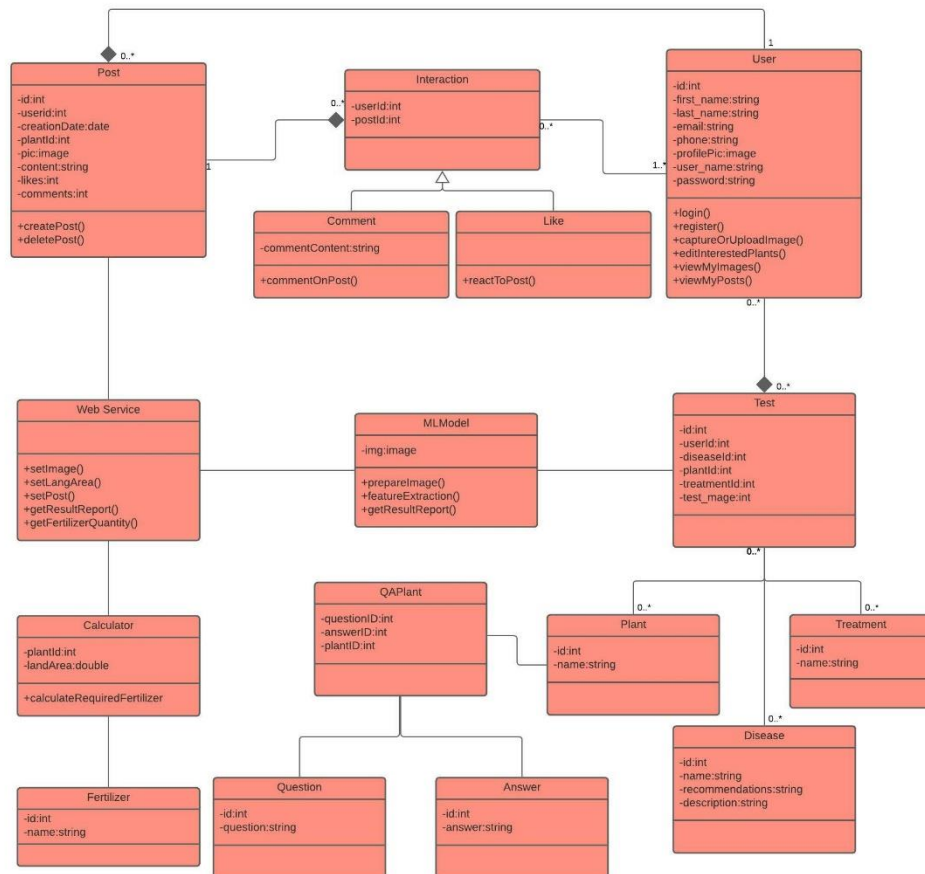 1
0..*
Post
-id:int
-userid:int
-creationDate:date
-plantId:int
-pic:image
-content:string
-likes:int
-comments:int
+createPost()
+deletePost()
Interaction
-userId:int
-postId:int
0..*
1
0..*
1..*
User
-id:int
-first_name:string
-last_name:string
-email:string
-phone:string
-profilePic:image
-user_name:string
-password:string
+login()
+register()
+captureOrUploadImage()
+editInterestedPlants()
+viewMyImages()
+viewMyPosts()
Comment
-commentContent:string
+commentOnPost()
Like
+reactToPost()
0..*
0..*
Web Service
+setImage()
+setLangArea()
+setPost()
+getResultReport()
+getFertilizerQuantity()
MLModel
-img:image
+prepareImage()
+featureExtraction()
+getResultReport()
Test
-id:int
-userId:int
-diseaseId:int
-plantId:int
-treatmentId:int
-test_mage:int
0..*
0..*
0..*
0..*
Calculator
-plantId:int
-landArea:double
+calculateRequiredFertilizer
QAPlant
-questionID:int
-answerID:int
-plantID:int
Plant
-id:int
-name:string
Treatment
-id:int
-name:string
Disease
-id:int
-name:string
-recommendations:string
-description:string
Fertilizer
-id:int
-name:string
Question
-id:int
-question:string
Answer
-id:int
-answer:string